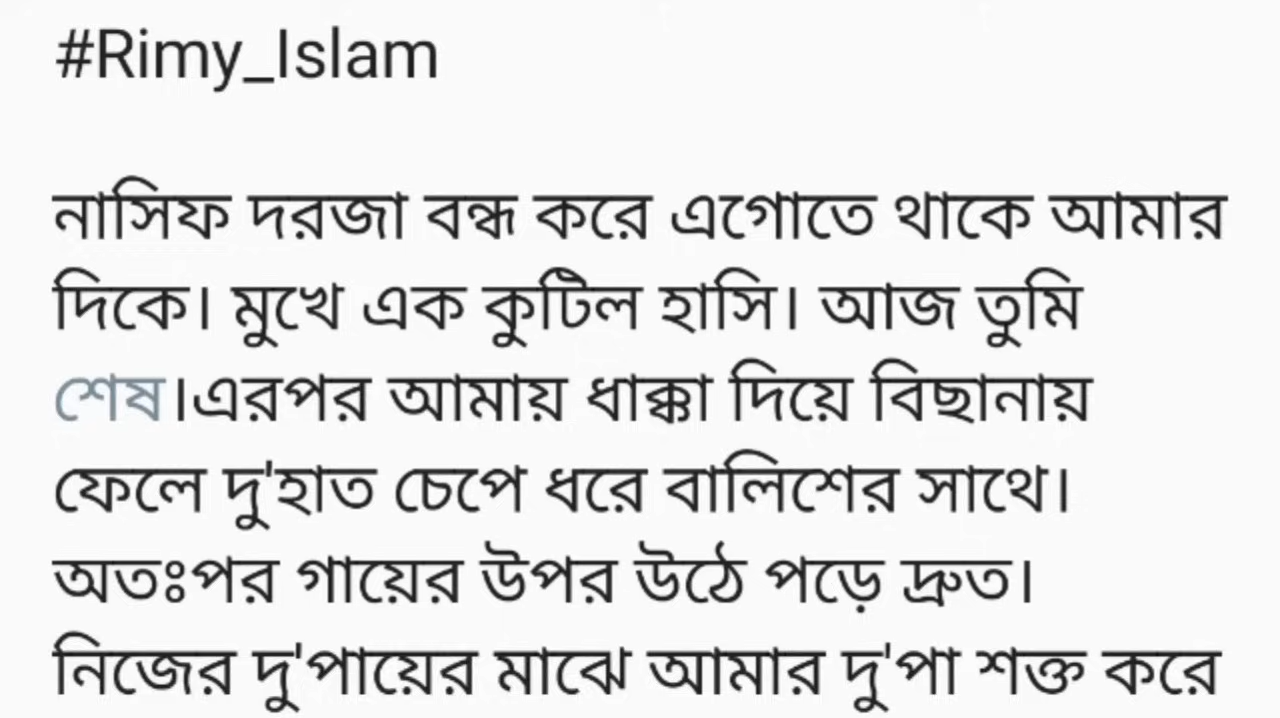 #Rimy_Islam
নাসিফ দরজা বন্ধ করে এগোতে থাকে আমার
দিকে। মুখে এক কুটিল হাসি। আজ তুমি
শেষ।এরপর আমায় ধাক্কা দিয়ে বিছানায়
ফেলে দু'হাত চেপে ধরে বালিশের সাথে।
অতঃপর গায়ের উপর উঠে পড়ে দ্রুত।
নিজের দু'পায়ের মাঝে আমার দু'পা শক্ত করে